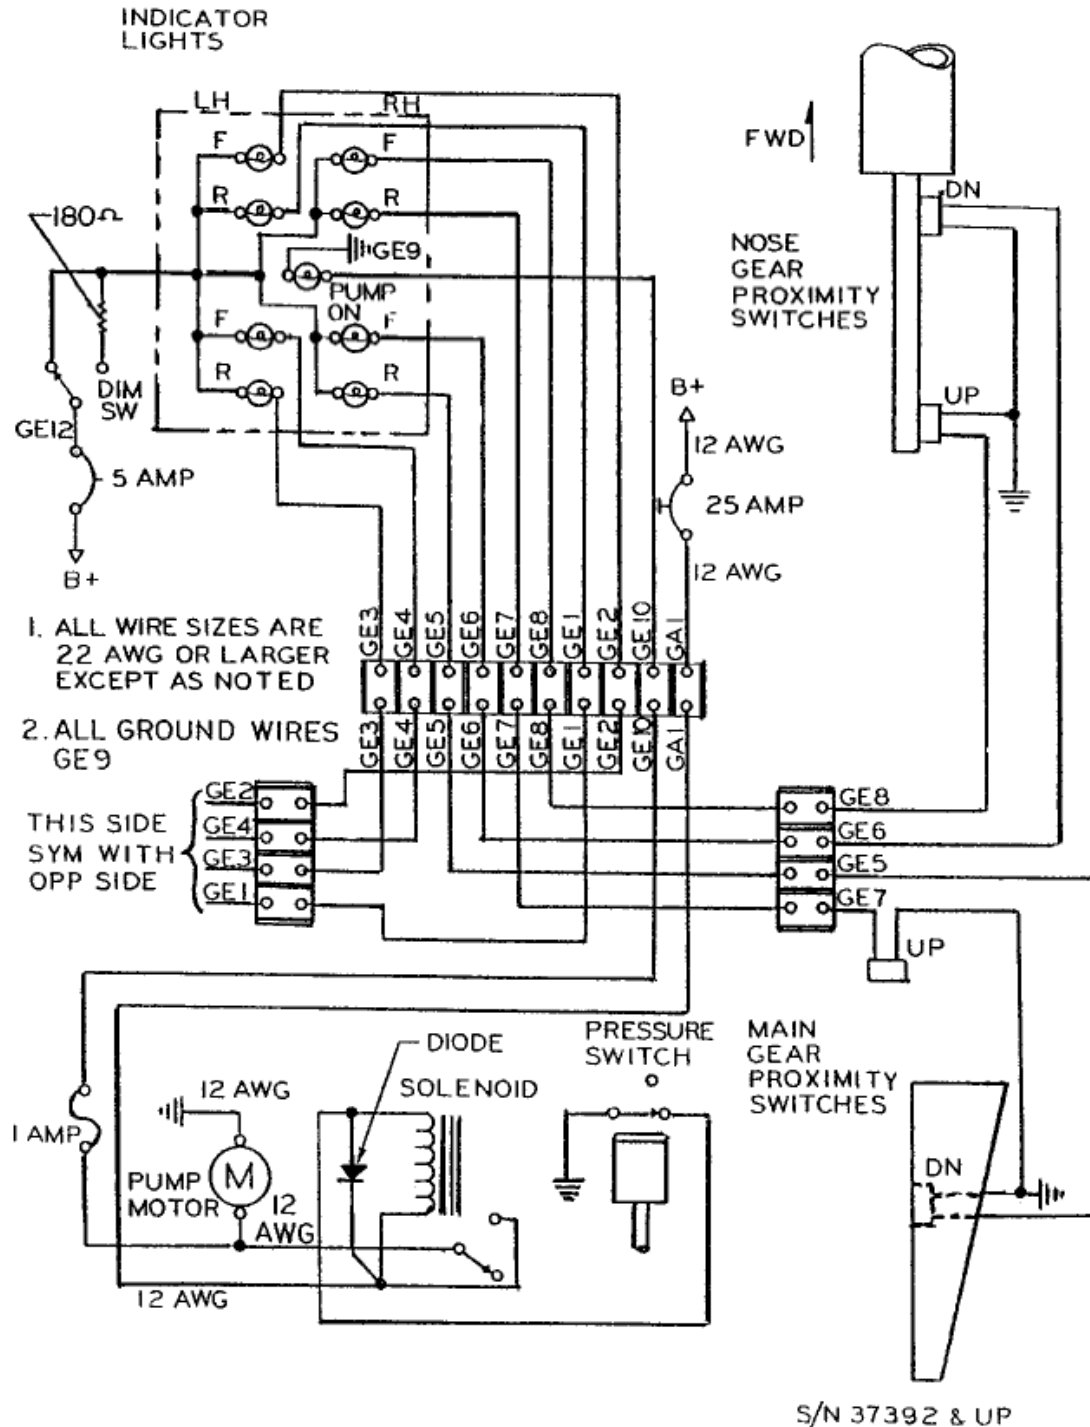 INDICATOR
LIGHTS
LH
RH
F
F
R
R
180Ω
GE9
PUMP
ON
F
F
R
R
DIM
SW
GE12
5 AMP
B+
B+
12 AWG
25 AMP
12 AWG
FWD
DN
NOSE
GEAR
PROXIMITY
SWITCHES
UP
1. ALL WIRE SIZES ARE
22 AWG OR LARGER
EXCEPT AS NOTED
2. ALL GROUND WIRES
GE9
GE3
GE4
GE5
GE6
GE7
GE8
GE1
GE2
GE10
GA1
GE3
GE4
GE5
GE6
GE7
GE8
GE1
GE2
GE10
GA1
GE2
GE4
GE3
GE1
THIS SIDE
SYM WITH
OPP SIDE
GE8
GE6
GE5
GE7
UP
MAIN
GEAR
PROXIMITY
SWITCHES
DN
PRESSURE
SWITCH
DIODE
SOLENOID
12 AWG
1 AMP
M
PUMP
MOTOR
12
AWG
12 AWG
S/N 37392 & UP